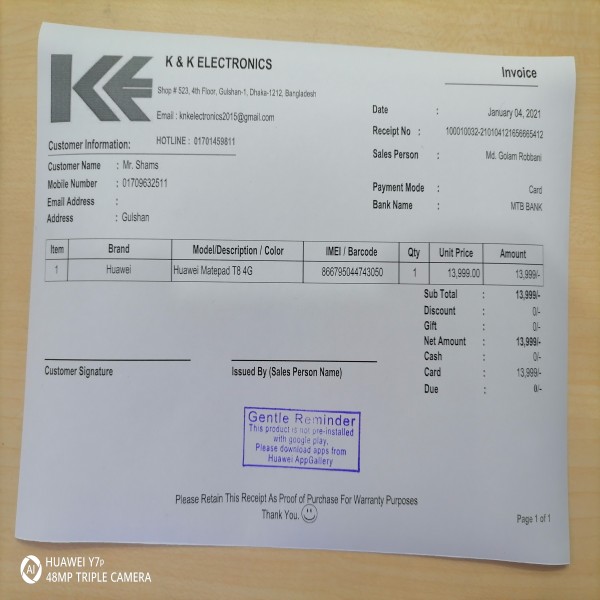 KE
K & K ELECTRONICS
Shop # 523, 4th Floor, Gulshan-1, Dhaka-1212, Bangladesh
Email : knkelectronics2015@gmail.com
HOTLINE : 01701459811
Invoice
Date : January 04, 2021
Receipt No : 100010032-210104121656665412
Sales Person : Md. Golam Robbani
Payment Mode : Card
Bank Name : MTB BANK
Customer Information:
Customer Name : Mr. Shams
Mobile Number : 01709632511
Email Address :
Address : Gulshan
Item Brand Model/Description / Color IMEI / Barcode Qty Unit Price Amount
1 Huawei Huawei Matepad T8 4G 866795044743050 1 13,999.00 13,999/-
Sub Total : 13,999/-
Discount : 0/-
Gift : 0/-
Net Amount : 13,999/-
Cash : 0/-
Card : 13,999/-
Due : 0/-
Customer Signature
Issued By (Sales Person Name)
Gentle Reminder
This product is not pre-installed
with google play,
Please download apps from
Huawei AppGallery
Please Retain This Receipt As Proof of Purchase For Warranty Purposes
Thank You.
Page 1 of 1
AI
HUAWEI Y7p
48MP TRIPLE CAMERA